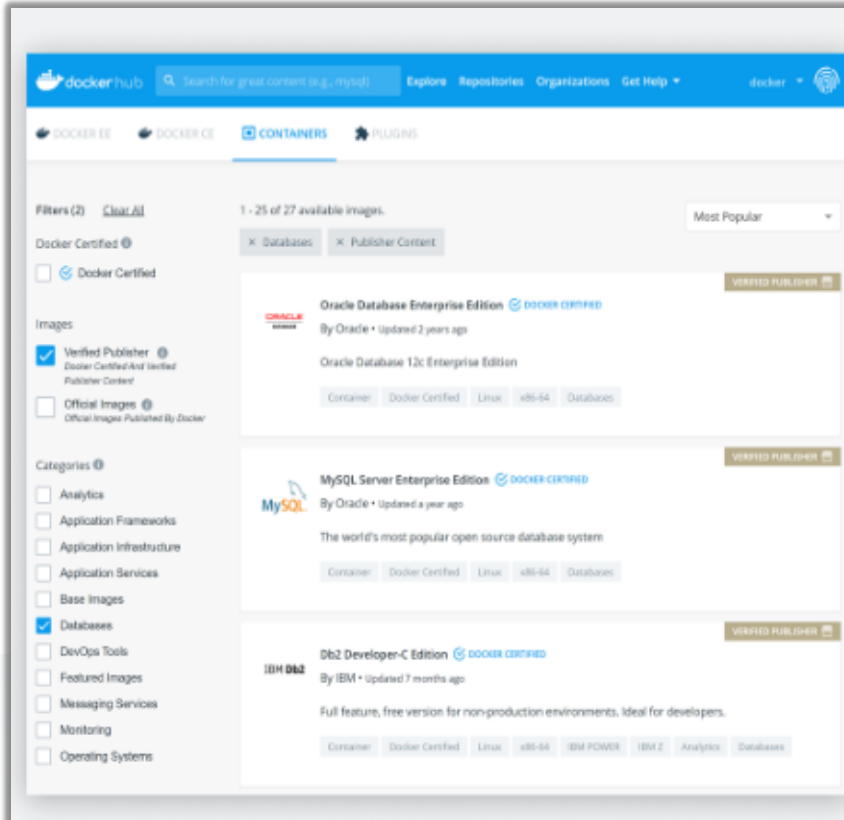 dockerhub Search for great content (e.g., mysql) Explore Repositories Organizations Get Help docker
DOCKER EE DOCKER CE CONTAINERS PLUGINS
Filters (2) Clear All
1 - 25 of 27 available images.
Most Popular
Docker Certified
Databases Publisher Content
Docker Certified
Images
Verified Publisher
Docker Certified And Verified
Publisher Content
Official Images
Official Images Published By Docker
Categories
Analytics
Application Frameworks
Application Infrastructure
Application Services
Base Images
Databases
DevOps Tools
Featured Images
Messaging Services
Monitoring
Operating Systems
VERIFIED PUBLISHER
ORACLE
DATABASE
Oracle Database Enterprise Edition DOCKER CERTIFIED
By Oracle • Updated 2 years ago
Oracle Database 12c Enterprise Edition
Container Docker Certified Linux x86-64 Databases
VERIFIED PUBLISHER
MySQL
MySQL Server Enterprise Edition DOCKER CERTIFIED
By Oracle • Updated a year ago
The world's most popular open source database system
Container Docker Certified Linux x86-64 Databases
VERIFIED PUBLISHER
IBM Db2
Db2 Developer-C Edition DOCKER CERTIFIED
By IBM • Updated 7 months ago
Full feature, free version for non-production environments. Ideal for developers.
Container Docker Certified Linux x86-64 IBM POWER IBM Z Analytics Databases